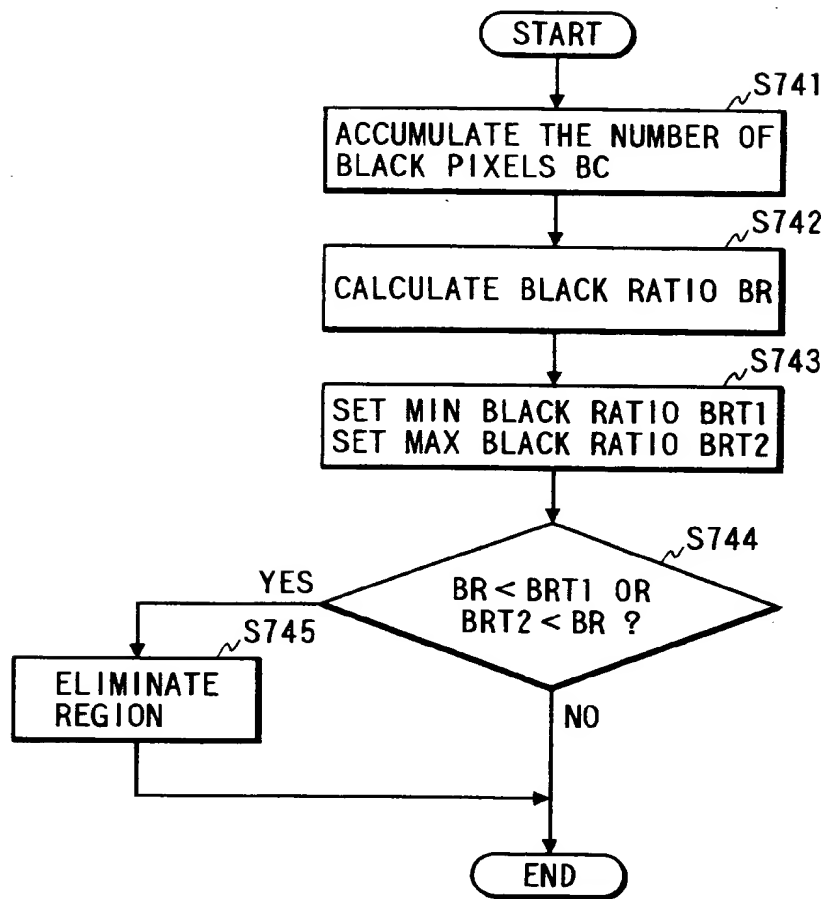 START
S741
ACCUMULATE THE NUMBER OF
BLACK PIXELS BC
S742
CALCULATE BLACK RATIO BR
S743
SET MIN BLACK RATIO BRT1
SET MAX BLACK RATIO BRT2
S744
BR < BRT1 OR
BRT2 < BR ?
YES
S745
ELIMINATE
REGION
NO
END